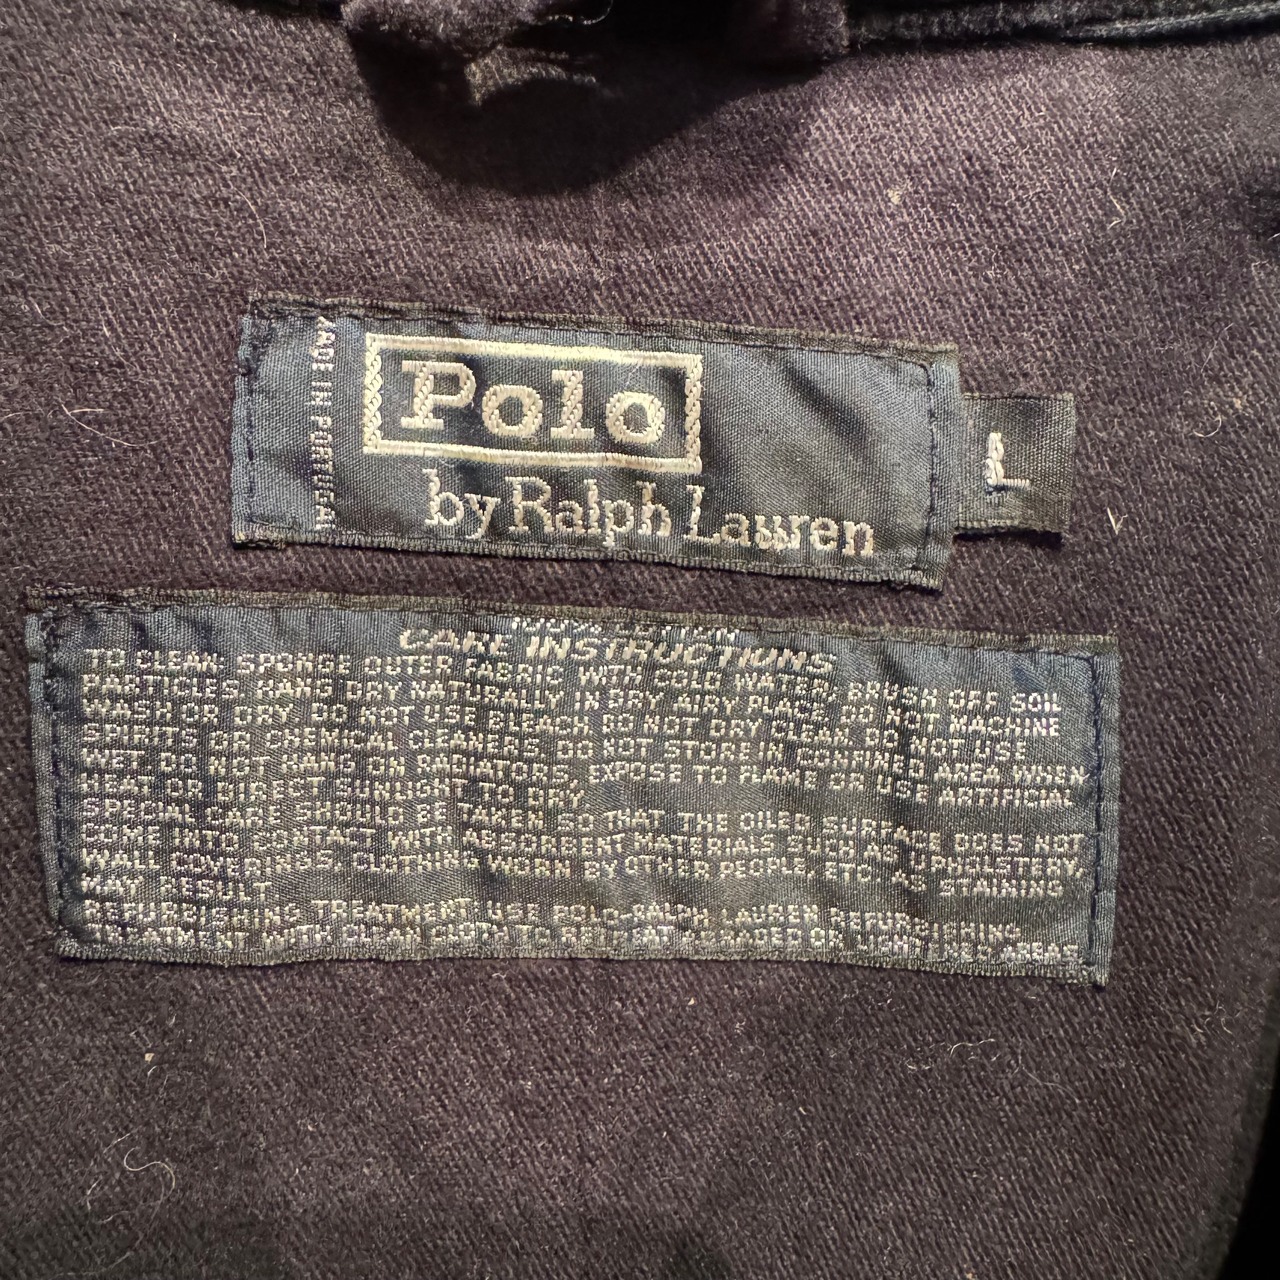 MADE IN PORTUGAL
Polo
by Ralph Lauren
L
CARE INSTRUCTIONS
TO CLEAN, SPONGE OUTER FABRIC WITH COLD WATER, BRUSH OFF SOIL
PARTICLES HANG DRY NATURALLY IN DRY AIRY PLACE. DO NOT MACHINE
WASH OR DRY. DO NOT USE BLEACH DO NOT DRY CLEAN DO NOT USE
SPIRITS OR CHEMICAL CLEANERS. DO NOT STORE IN CONFINED AREA WHEN
WET DO NOT HANG ON RADIATORS, EXPOSE TO FLAME OR USE ARTIFICIAL
HEAT OR DIRECT SUNLIGHT TO DRY.
SPECIAL CARE SHOULD BE TAKEN SO THAT THE OILED SURFACE DOES NOT
COME INTO CONTACT WITH ABSORBENT MATERIALS SUCH AS UPHOLSTERY,
WALL COVERINGS, CLOTHING WORN BY OTHER PEOPLE, ETC. AS STAINING
MAY RESULT
REFURBISHING TREATMENT USE POLO-RALPH LAUREN REFURBISHING
WITH CLEAN CLOTH TO